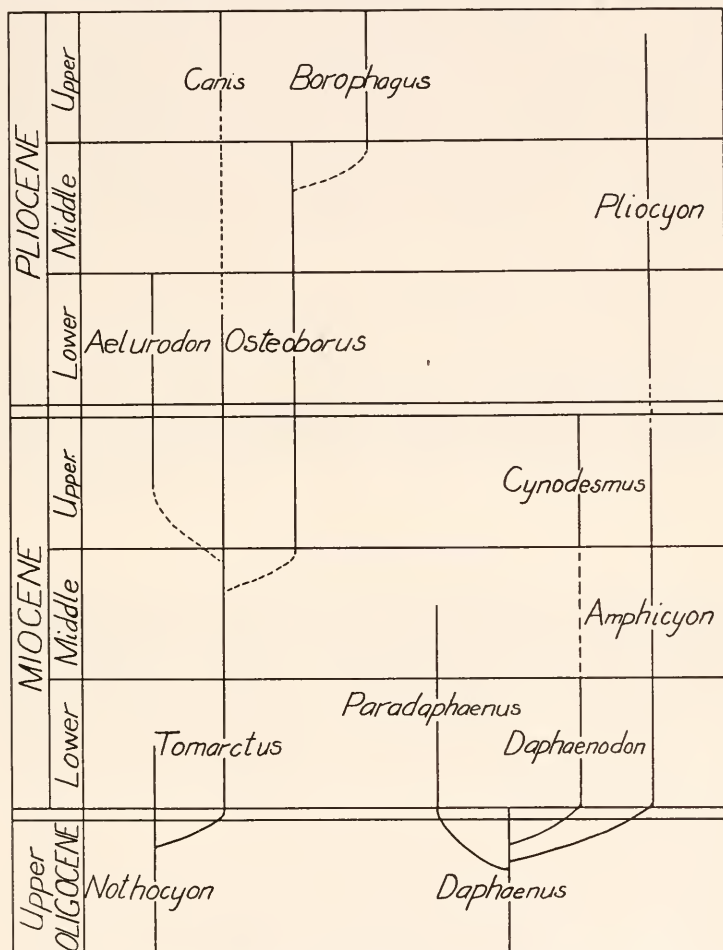 PLIOCENE
Upper
Canis Borophagus
Middle
Pliocyon
Lower
Aelurodon Osteoborus
MIOCENE
Upper.
Cynodesmus
Middle
Amphicyon
Paradaphaenus
Lower
Tomarctus Daphaenodon
Upper
OLIGOCENE
Nothocyon Daphaenus